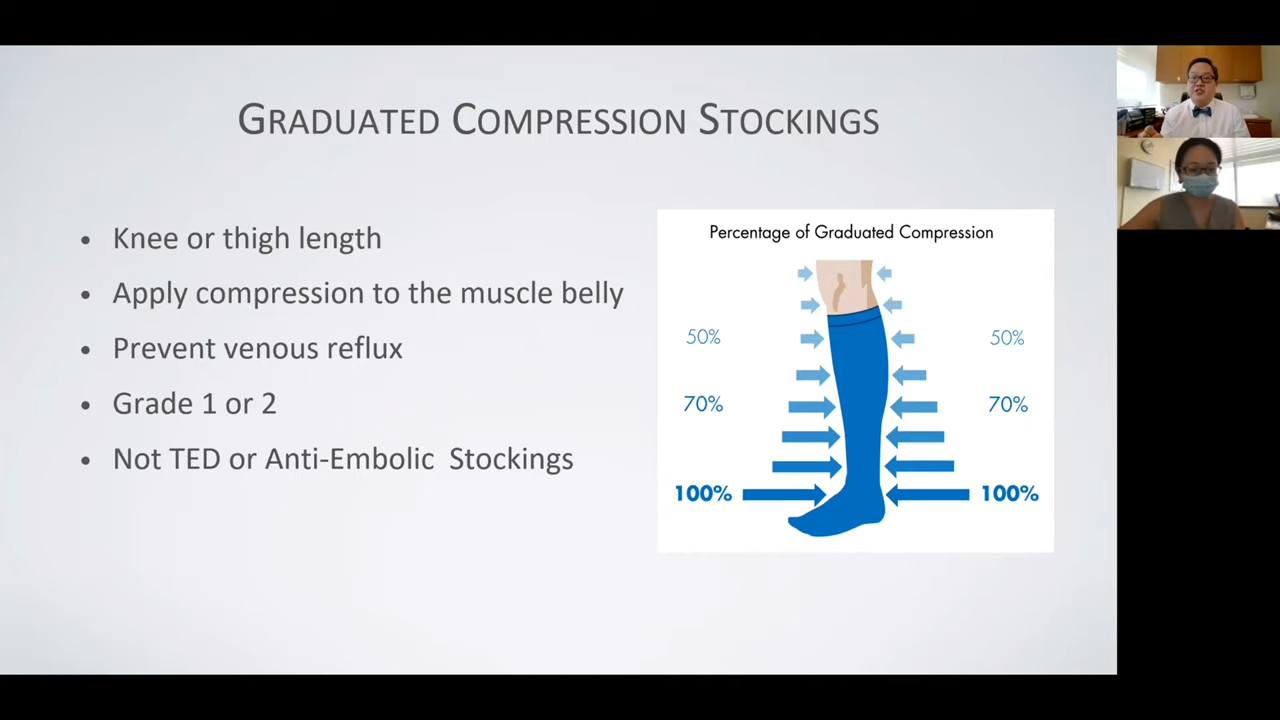 GRADUATED COMPRESSION STOCKINGS
• Knee or thigh length
• Apply compression to the muscle belly
• Prevent venous reflux
• Grade 1 or 2
• Not TED or Anti-Embolic Stockings
Percentage of Graduated Compression
50% 50%
70% 70%
100% 100%